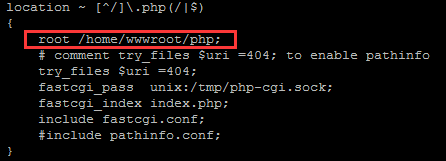 location ~ [^/]\.php(/|$)
{
root /home/wwwroot/php;
# comment try_files $uri =404; to enable pathinfo
try_files $uri =404;
fastcgi_pass unix:/tmp/php-cgi.sock;
fastcgi_index index.php;
include fastcgi.conf;
#include pathinfo.conf;
}